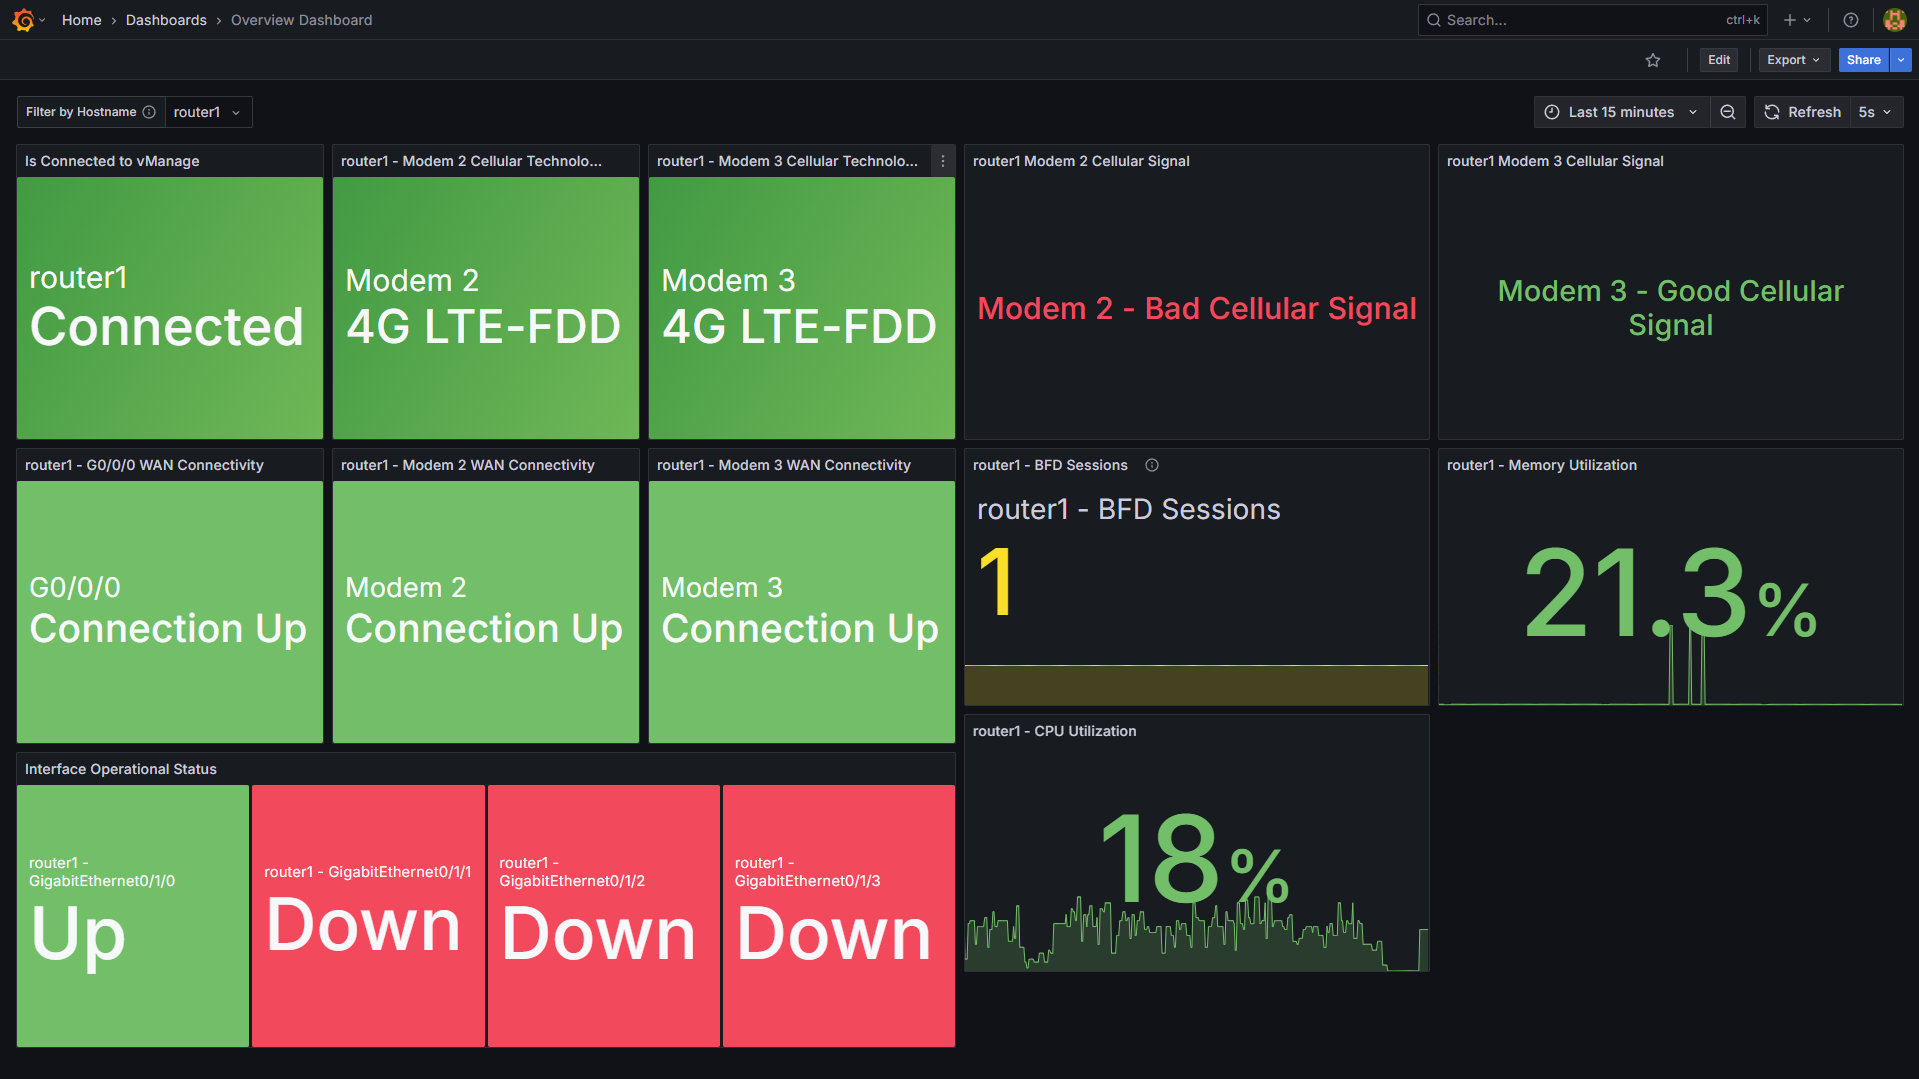 Home › Dashboards › Overview Dashboard
Search... ctrl+k
Edit Export Share
Filter by Hostname router1
Last 15 minutes Refresh 5s
Is Connected to vManage
router1
Connected
router1 - Modem 2 Cellular Technolo...
Modem 2
4G LTE-FDD
router1 - Modem 3 Cellular Technolo...
Modem 3
4G LTE-FDD
router1 Modem 2 Cellular Signal
Modem 2 - Bad Cellular Signal
router1 Modem 3 Cellular Signal
Modem 3 - Good Cellular
Signal
router1 - G0/0/0 WAN Connectivity
G0/0/0
Connection Up
router1 - Modem 2 WAN Connectivity
Modem 2
Connection Up
router1 - Modem 3 WAN Connectivity
Modem 3
Connection Up
router1 - BFD Sessions
router1 - BFD Sessions
1
router1 - Memory Utilization
21.3%
Interface Operational Status
router1 -
GigabitEthernet0/1/0
Up
router1 - GigabitEthernet0/1/1
Down
router1 -
GigabitEthernet0/1/2
Down
router1 -
GigabitEthernet0/1/3
Down
router1 - CPU Utilization
18%